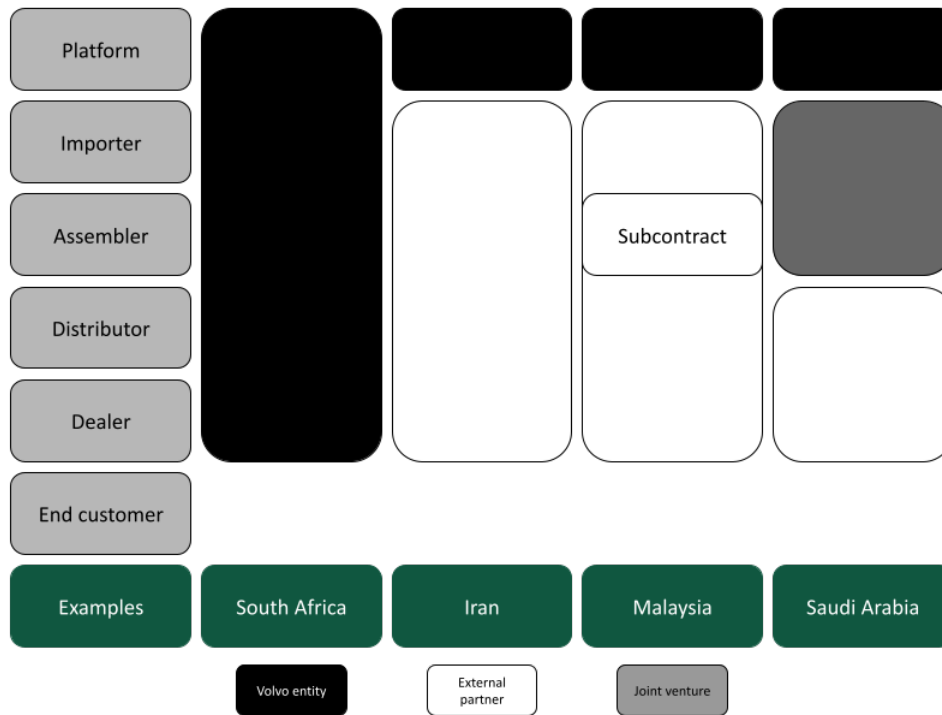 Platform
Importer
Assembler
Subcontract
Distributor
Dealer
End customer
Examples
South Africa
Iran
Malaysia
Saudi Arabia
Volvo entity
External
partner
Joint venture